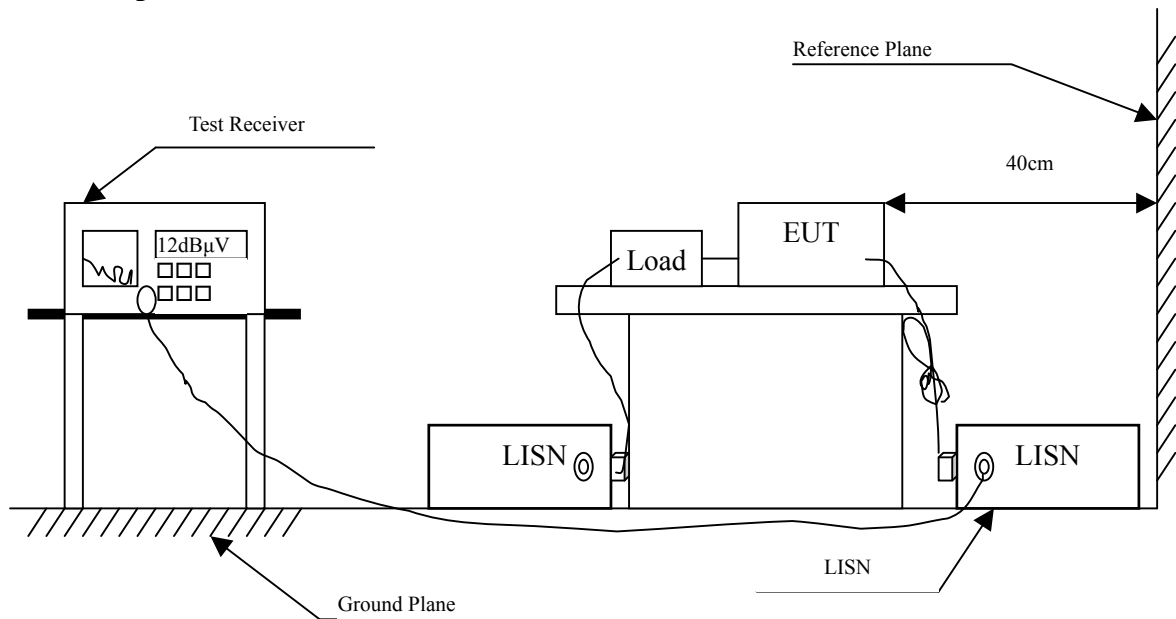 Reference Plane
Test Receiver
40cm
12dBμV
EUT
Load
LISN
LISN
LISN
Ground Plane